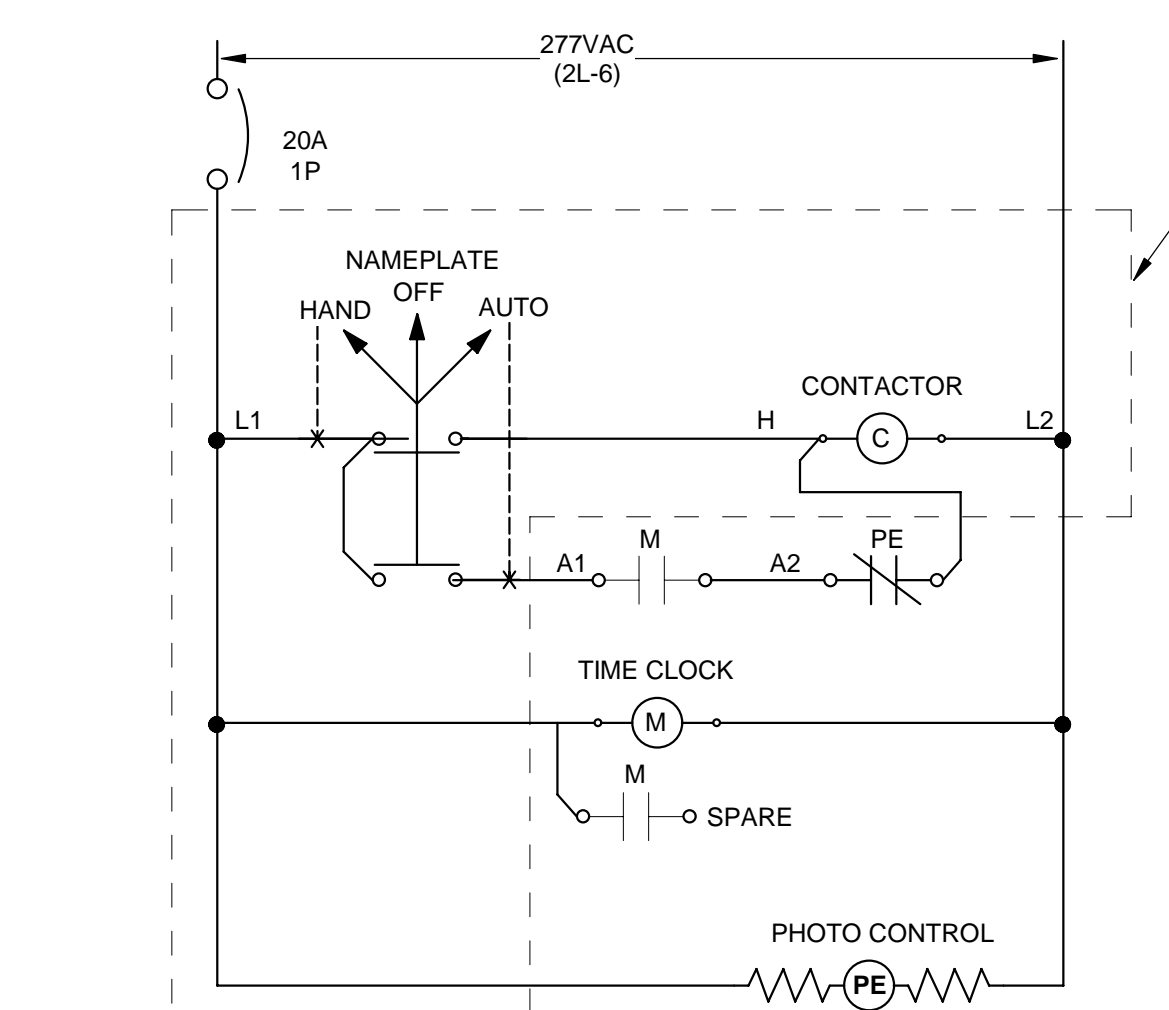 277VAC
(2L-6)
20A
1P
NAMEPLATE
OFF
HAND
AUTO
CONTACTOR
L1
H
C
L2
M
PE
A1
A2
TIME CLOCK
M
M
SPARE
PHOTO CONTROL
PE